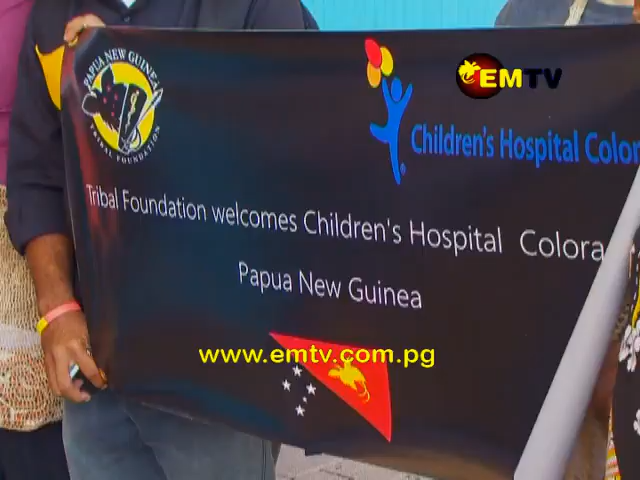 PAPUA NEW GUINEA
TRIBAL FOUNDATION
EMTV
Children's Hospital Color
Tribal Foundation welcomes Children's Hospital Colora
Papua New Guinea
www.emtv.com.pg